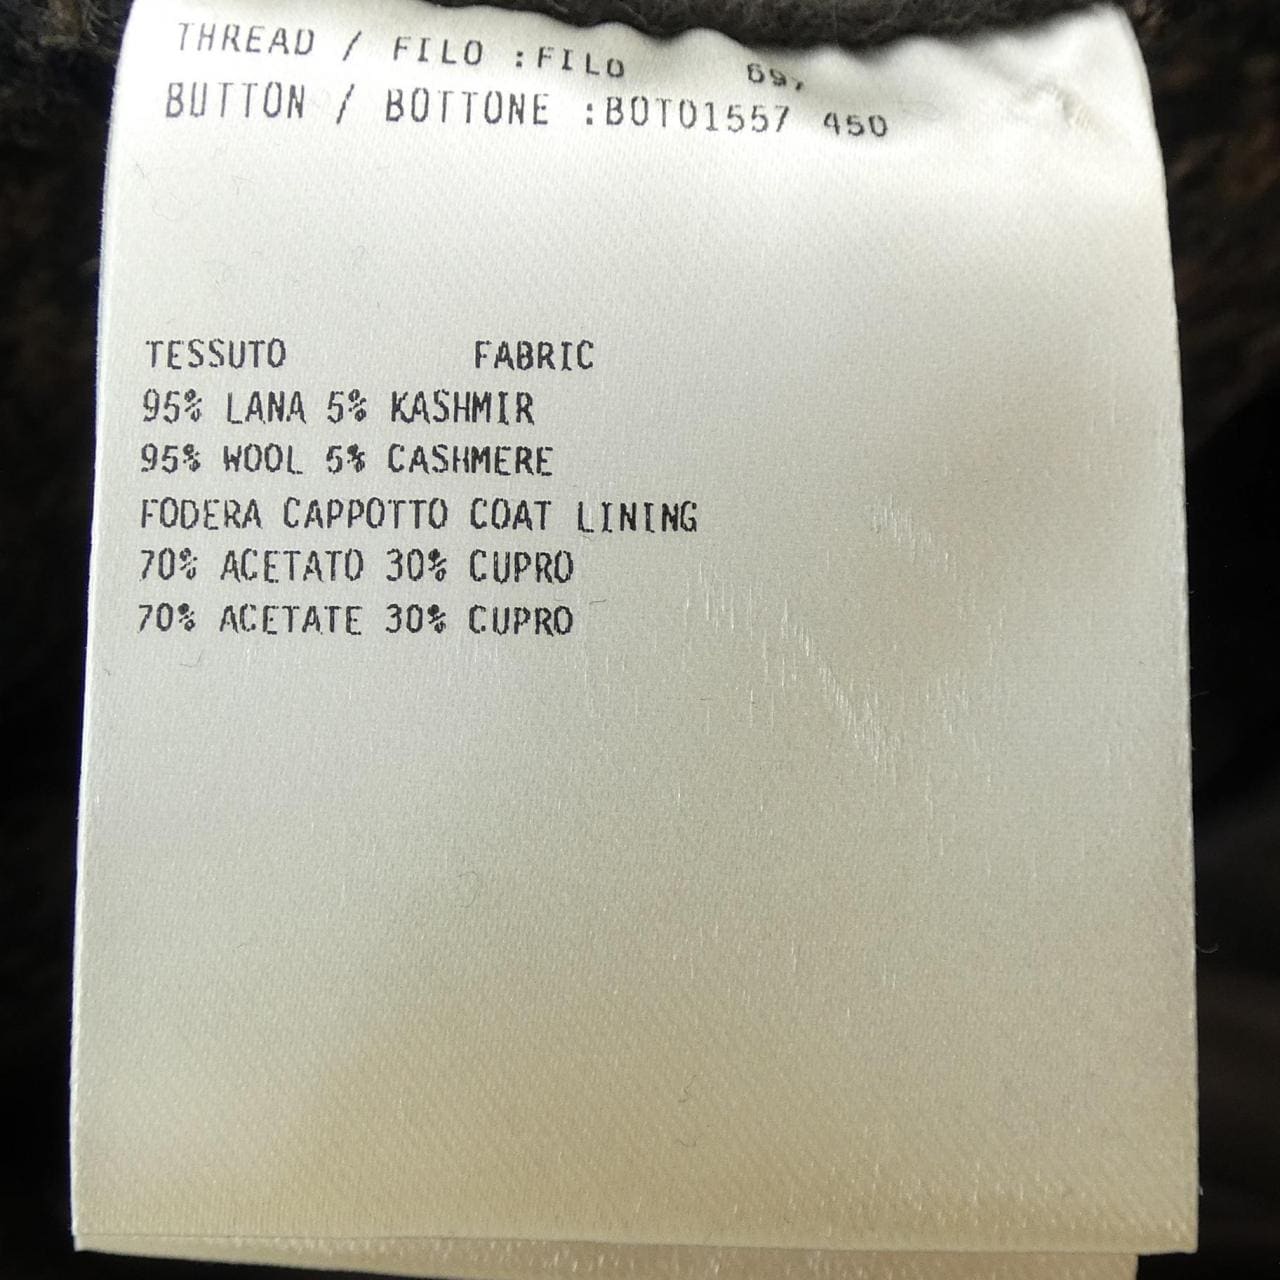 THREAD / FILO :FILO
BUTTON / BOTTONE :BOTO1557 450
TESSUTO FABRIC
95% LANA 5% KASHMIR
95% WOOL 5% CASHMERE
FODERA CAPPOTTO COAT LINING
70% ACETATO 30% CUPRO
70% ACETATE 30% CUPRO